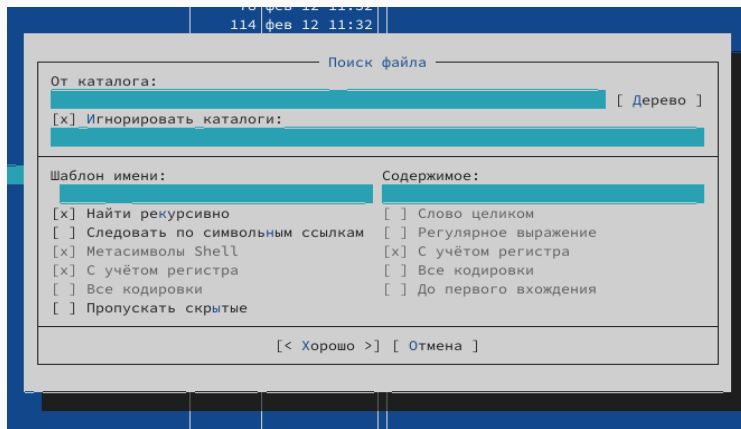 78 фев 12 11:32
114 фев 12 11:32
Поиск файла
От каталога:
[ Дерево ]
[x] Игнорировать каталоги:
Шаблон имени:
Содержимое:
[x] Найти рекурсивно
[ ] Слово целиком
[ ] Следовать по символьным ссылкам
[ ] Регулярное выражение
[x] Метасимволы Shell
[x] С учётом регистра
[x] С учётом регистра
[ ] Все кодировки
[ ] Все кодировки
[ ] До первого вхождения
[ ] Пропускать скрытые
[< Хорошо >] [ Отмена ]